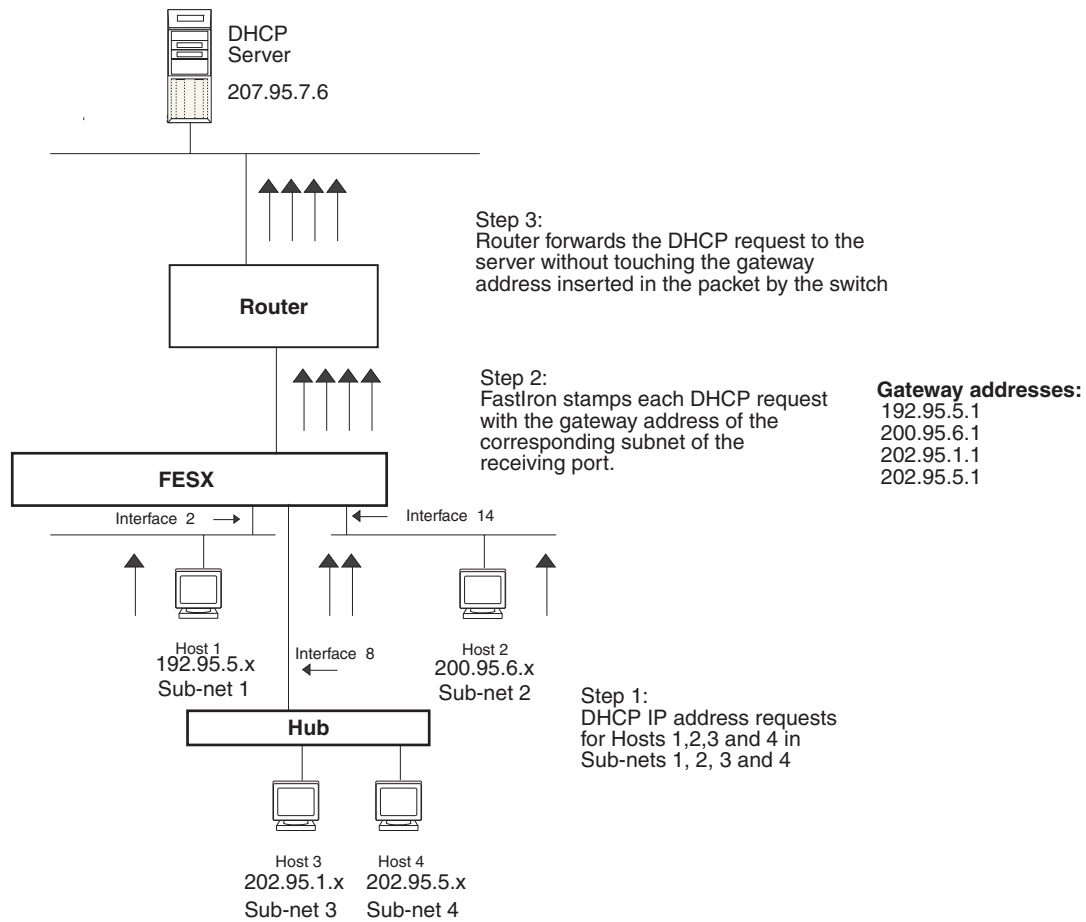 DHCP
Server
207.95.7.6
Step 3:
Router forwards the DHCP request to the
server without touching the gateway
address inserted in the packet by the switch
Router
Step 2:
FastIron stamps each DHCP request
with the gateway address of the
corresponding subnet of the
receiving port.
Gateway addresses:
192.95.5.1
200.95.6.1
202.95.1.1
202.95.5.1
FESX
Interface 2
Interface 14
Host 1
192.95.5.x
Sub-net 1
Interface 8
Host 2
200.95.6.x
Sub-net 2
Step 1:
DHCP IP address requests
for Hosts 1,2,3 and 4 in
Sub-nets 1, 2, 3 and 4
Hub
Host 3
202.95.1.x
Sub-net 3
Host 4
202.95.5.x
Sub-net 4